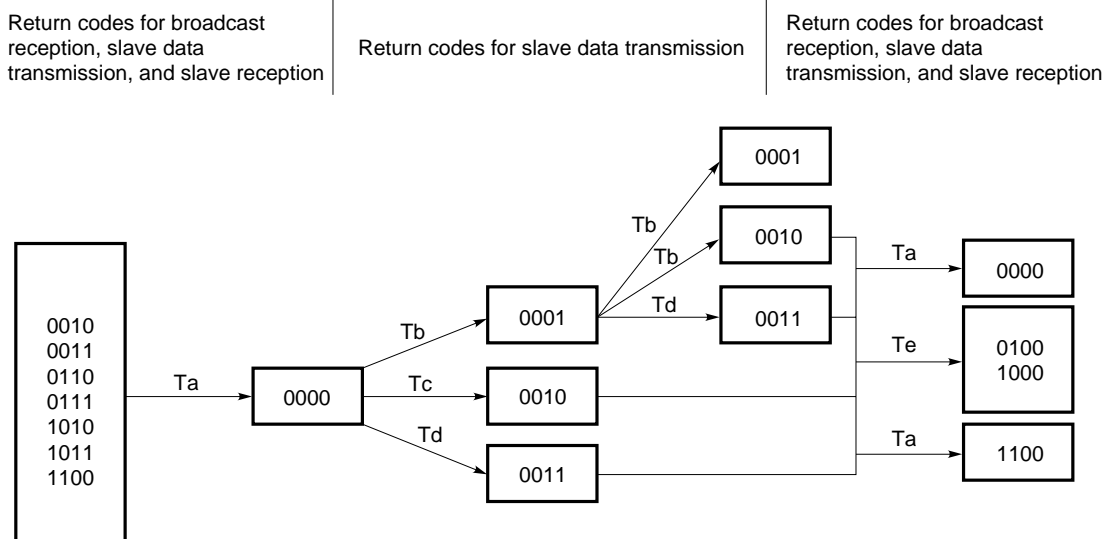 Return codes for broadcast
reception, slave data
transmission, and slave reception
Return codes for slave data transmission
Return codes for broadcast
reception, slave data
transmission, and slave reception
0010
0011
0110
0111
1010
1011
1100
Ta
0000
Tb
Tc
Td
0001
0010
0011
Tb
Tb
Td
0001
0010
0011
Ta
Te
Ta
0000
0100
1000
1100